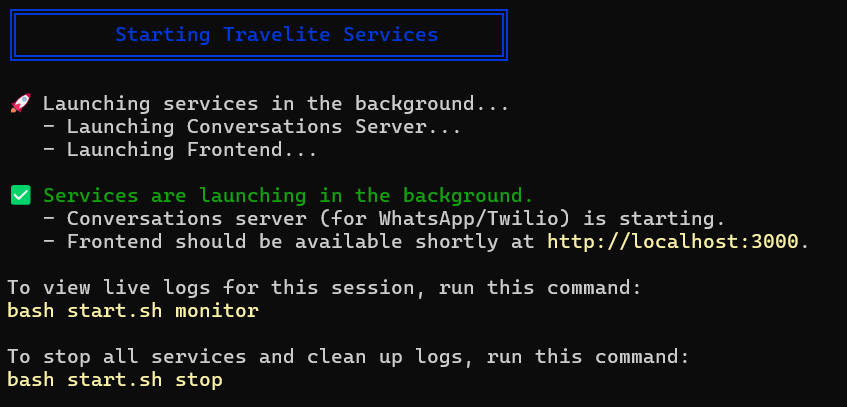 Starting Travelite Services
🚀 Launching services in the background...
- Launching Conversations Server...
- Launching Frontend...
✅ Services are launching in the background.
- Conversations server (for WhatsApp/Twilio) is starting.
- Frontend should be available shortly at http://localhost:3000.
To view live logs for this session, run this command:
bash start.sh monitor
To stop all services and clean up logs, run this command:
bash start.sh stop